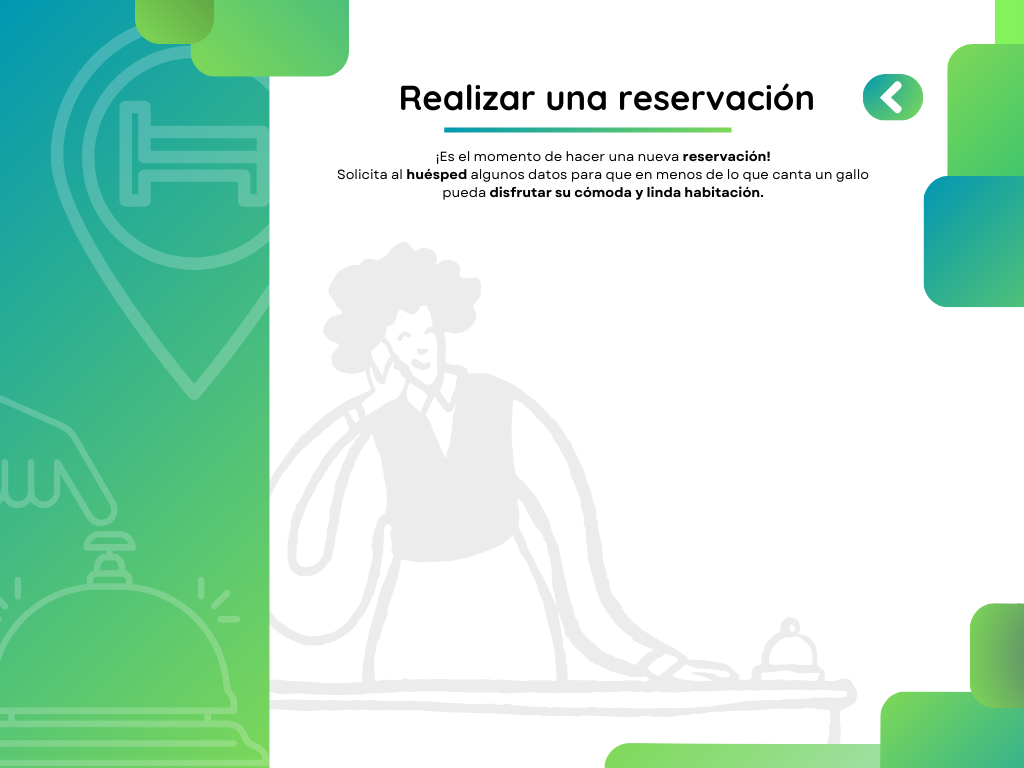 Realizar una reservación
¡Es el momento de hacer una nueva reservación!
Solicita al huésped algunos datos para que en menos de lo que canta un gallo
pueda disfrutar su cómoda y linda habitación.